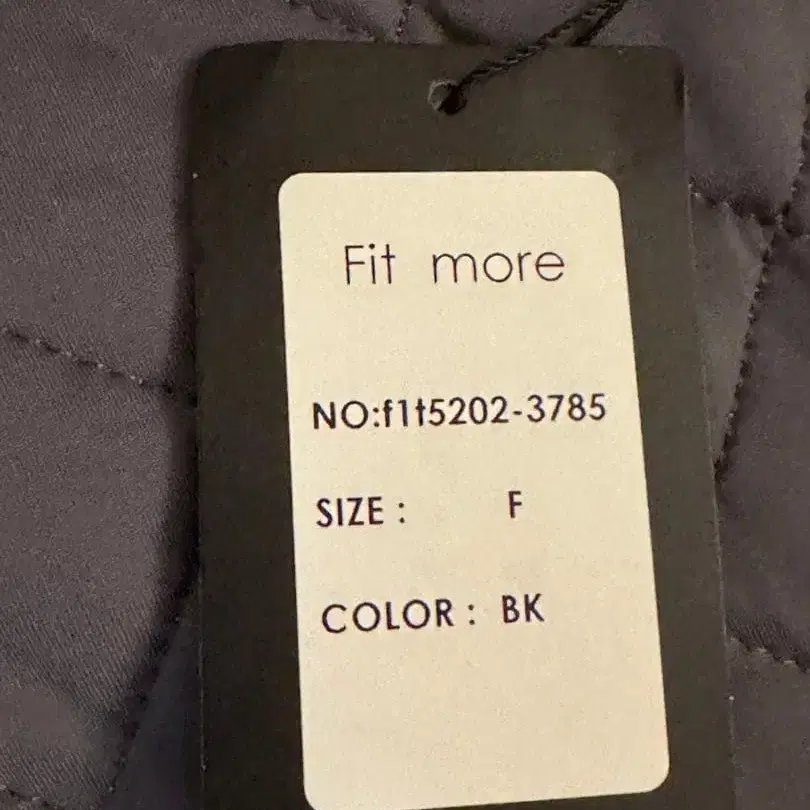 Fit more
NO:f1t5202-3785
SIZE : F
COLOR : BK